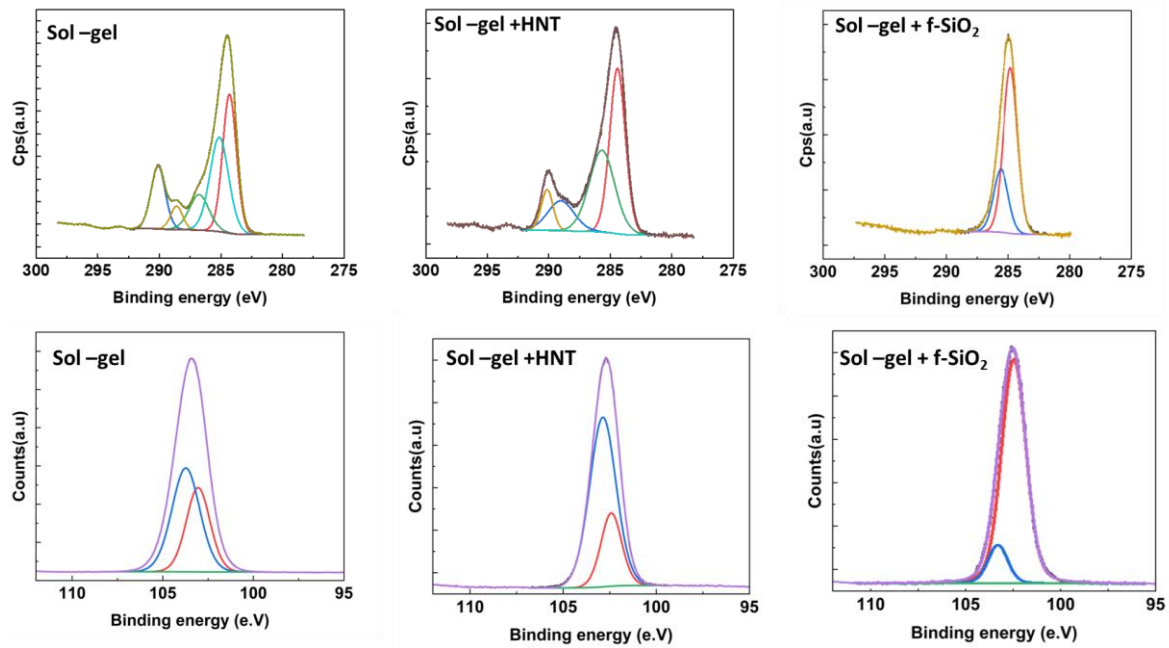 Sol –gel
Cps(a.u)
300 295 290 285 280 275
Binding energy (eV)
Sol –gel +HNT
Cps(a.u)
300 295 290 285 280 275
Binding energy (eV)
Sol –gel + f-SiO₂
Cps(a.u)
300 295 290 285 280 275
Binding energy (eV)
Sol –gel
Counts(a.u)
110 105 100 95
Binding energy (e.V)
Sol –gel +HNT
Counts(a.u)
110 105 100 95
Binding energy (e.V)
Sol –gel + f-SiO₂
Counts(a.u)
110 105 100 95
Binding energy (e.V)